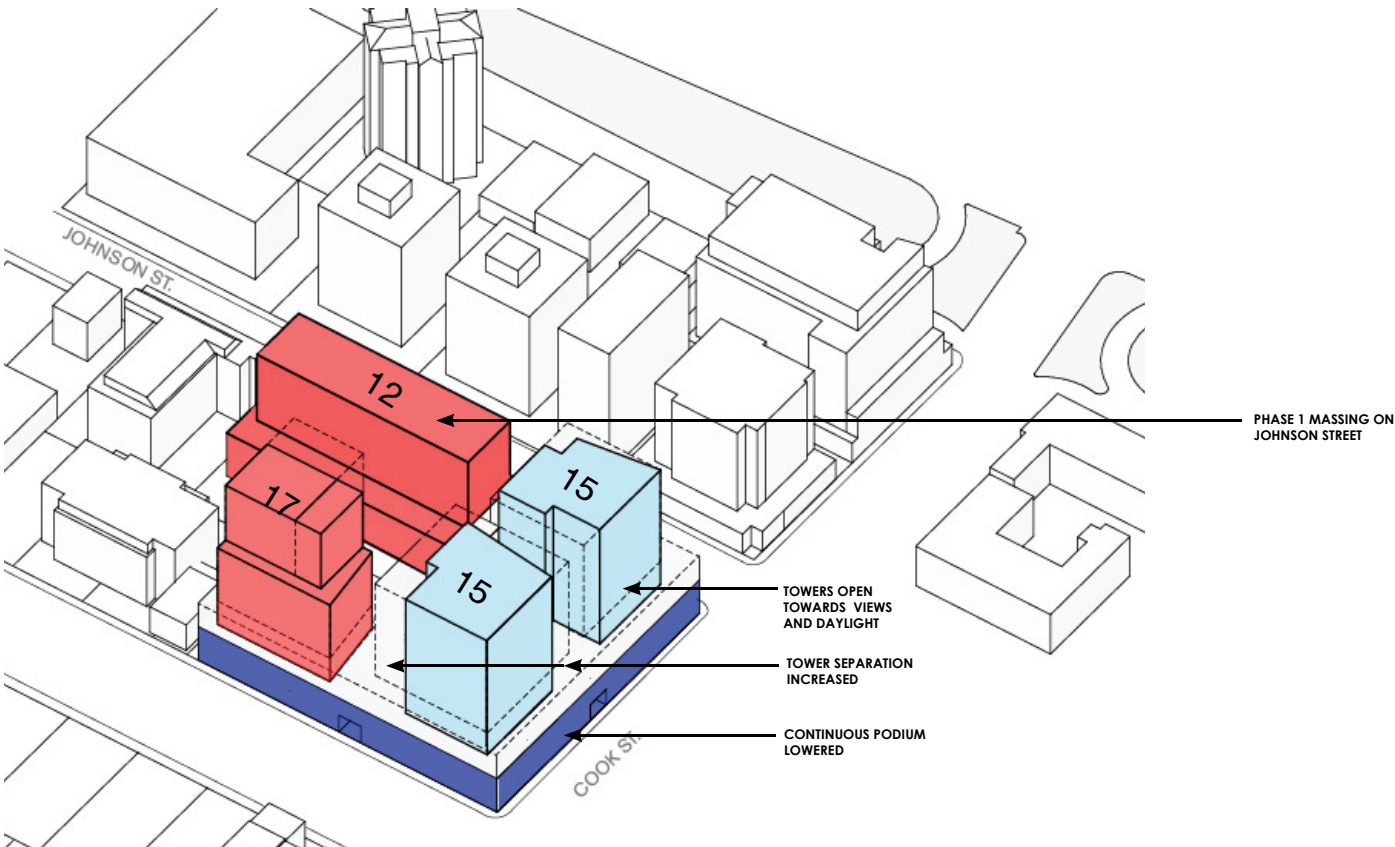 JOHNSON ST.
12
PHASE 1 MASSING ON
JOHNSON STREET
17
15
15
TOWERS OPEN
TOWARDS VIEWS
AND DAYLIGHT
TOWER SEPARATION
INCREASED
CONTINUOUS PODIUM
LOWERED
COOK ST.